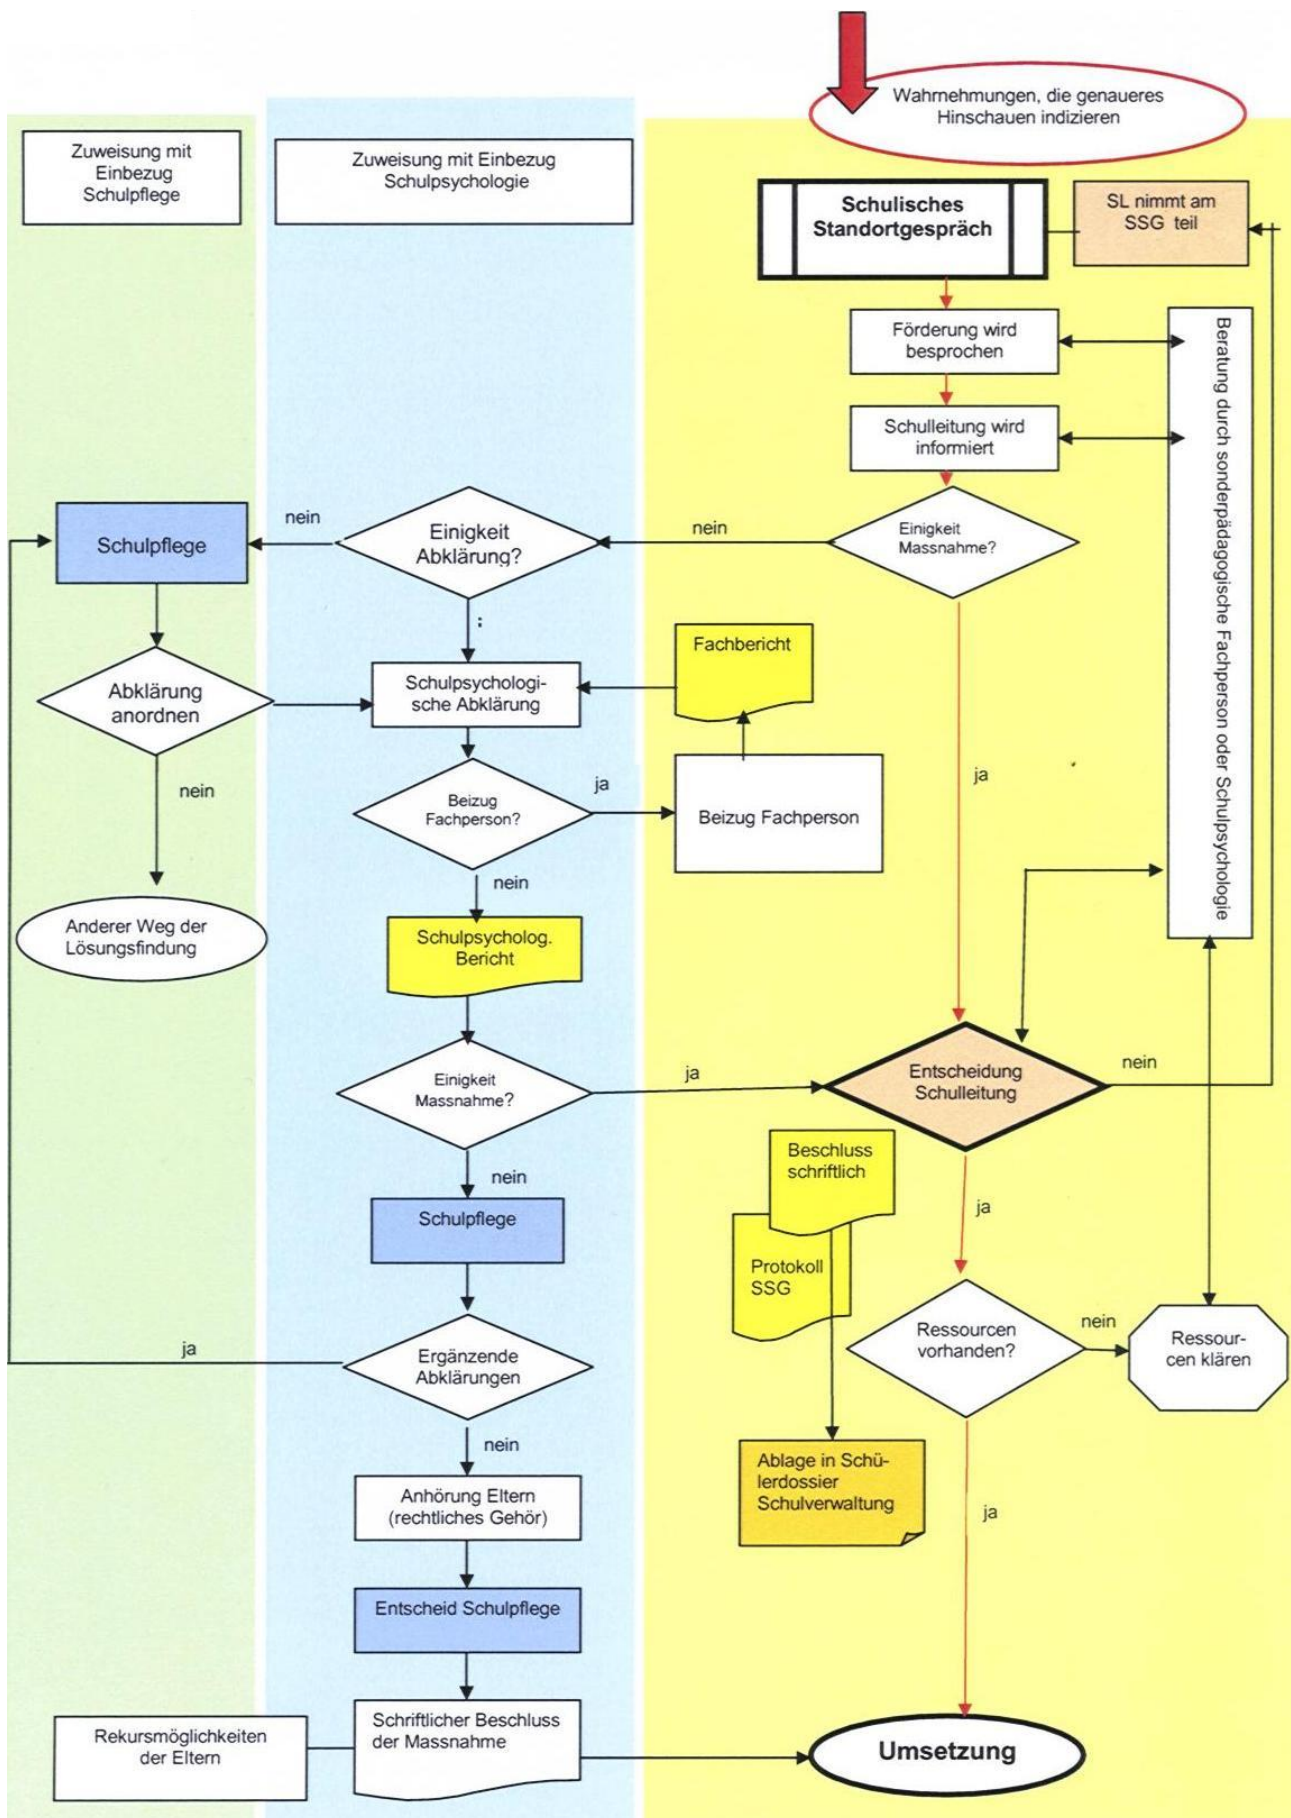 Wahrnehmungen, die genaueres
Hinschauen indizieren
Zuweisung mit
Einbezug
Schulpflege
Zuweisung mit Einbezug
Schulpsychologie
Schulisches
Standortgespräch
SL nimmt am
SSG teil
Förderung wird
besprochen
Schulleitung wird
informiert
Beratung durch sonderpädagogische Fachperson oder Schulpsychologie
Schulpflege
nein
Einigkeit
Abklärung?
nein
Einigkeit
Massnahme?
Fachbericht
Abklärung
anordnen
Schulpsychologi-
sche Abklärung
nein
Beizug
Fachperson?
ja
Beizug Fachperson
ja
nein
Anderer Weg der
Lösungsfindung
Schulpsycholog.
Bericht
Einigkeit
Massnahme?
ja
Entscheidung
Schulleitung
nein
nein
Beschluss
schriftlich
ja
Schulpflege
Protokoll
SSG
Ressourcen
vorhanden?
nein
Ressour-
cen klären
ja
Ergänzende
Abklärungen
nein
Ablage in Schü-
lerdossier
Schulverwaltung
ja
Anhörung Eltern
(rechtliches Gehör)
Entscheid Schulpflege
Rekursmöglichkeiten
der Eltern
Schriftlicher Beschluss
der Massnahme
Umsetzung